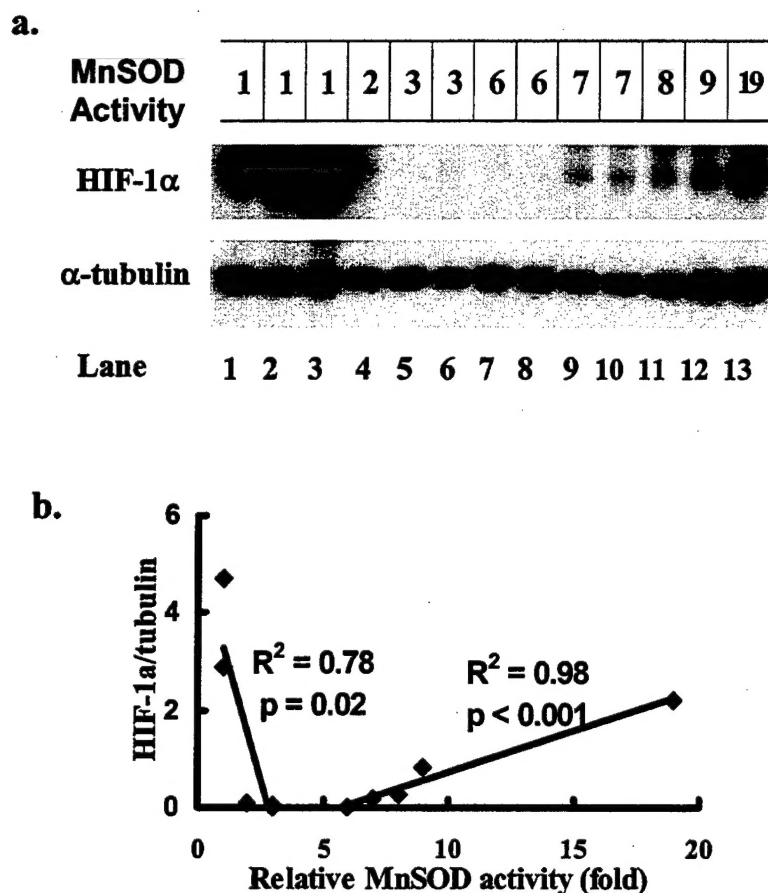 a.
MnSOD Activity 1 1 1 2 3 3 6 6 7 7 8 9 19
HIF-1α
α-tubulin
Lane 1 2 3 4 5 6 7 8 9 10 11 12 13
b.
HIF-1a/tubulin
6
4
2
0
R² = 0.78
p = 0.02
R² = 0.98
p < 0.001
0 5 10 15 20
Relative MnSOD activity (fold)